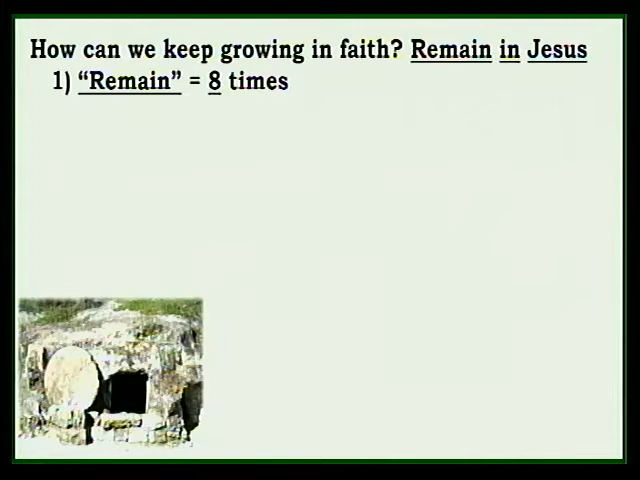 How can we keep growing in faith? Remain in Jesus
1) “Remain” = 8 times